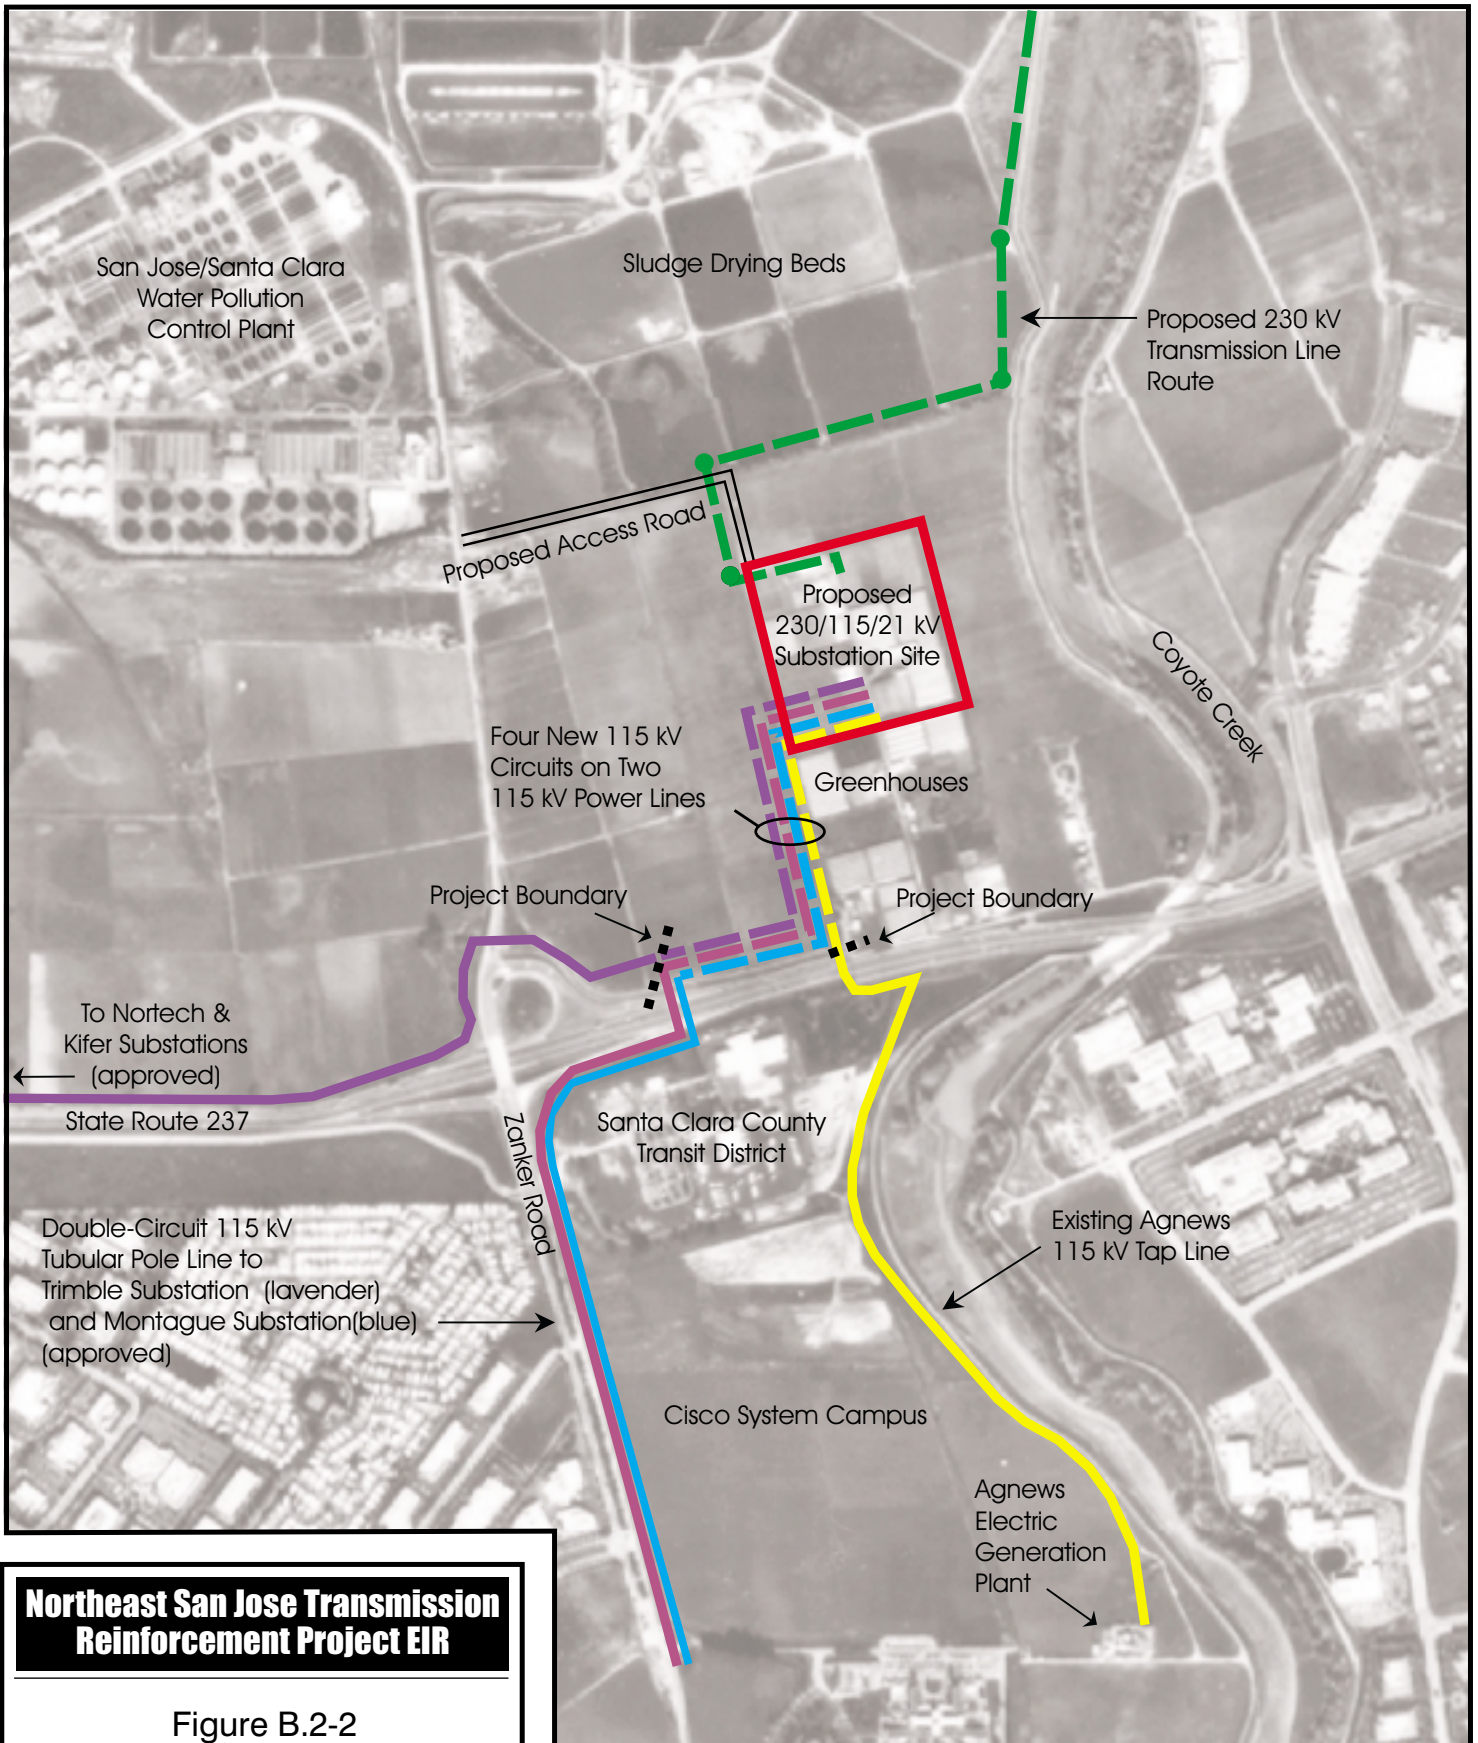 San Jose/Santa Clara
Water Pollution
Control Plant
Sludge Drying Beds
Proposed 230 kV
Transmission Line
Route
Proposed Access Road
Proposed
230/115/21 kV
Substation Site
Coyote Creek
Four New 115 kV
Circuits on Two
115 kV Power Lines
Greenhouses
Project Boundary
Project Boundary
To Nortech &
Kifer Substations
(approved)
State Route 237
Zanker Road
Santa Clara County
Transit District
Double-Circuit 115 kV
Tubular Pole Line to
Trimble Substation (lavender)
and Montague Substation(blue)
(approved)
Existing Agnews
115 kV Tap Line
Cisco System Campus
Agnews
Electric
Generation
Plant
Northeast San Jose Transmission
Reinforcement Project EIR
Figure B.2-2